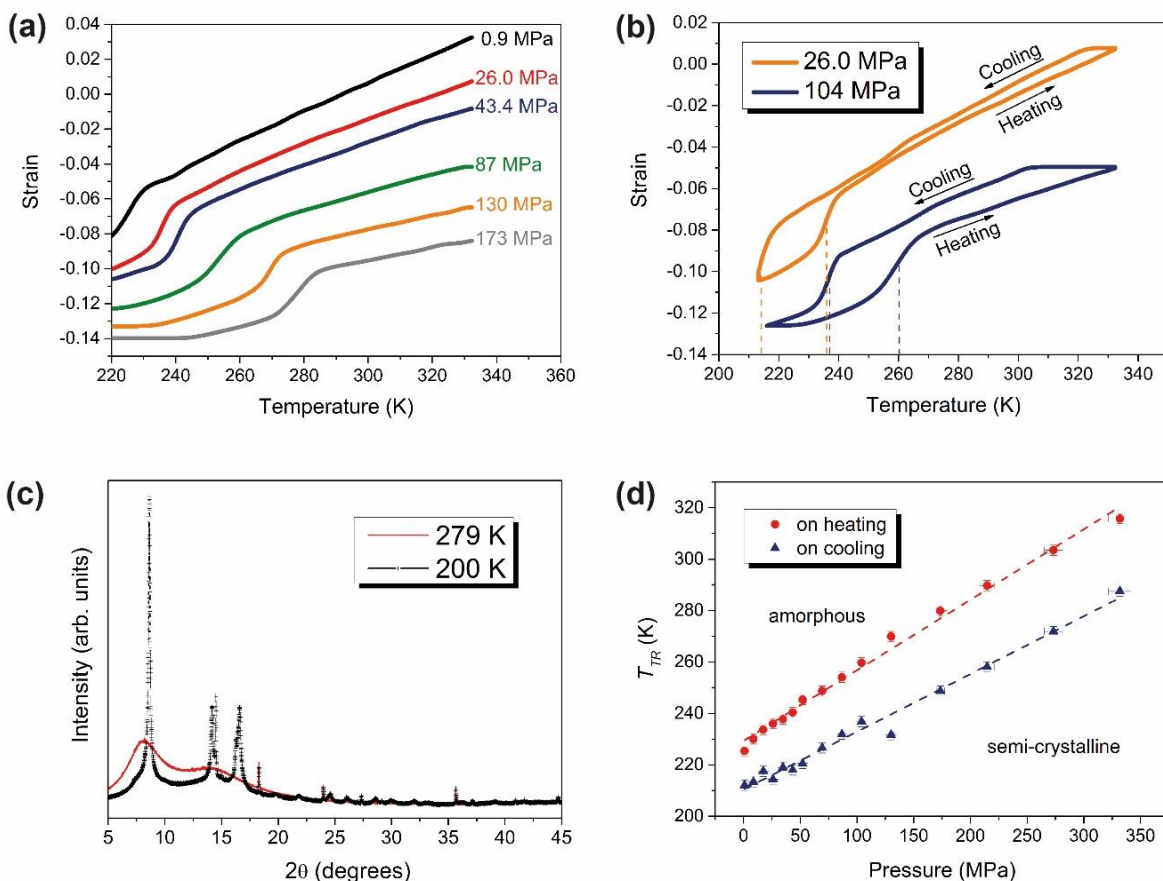 (a)
0.04
0.02
0.00
-0.02
-0.04
-0.06
-0.08
-0.10
-0.12
-0.14
Strain
0.9 MPa
26.0 MPa
43.4 MPa
87 MPa
130 MPa
173 MPa
220 240 260 280 300 320 340 360
Temperature (K)
(b)
0.00
-0.02
-0.04
-0.06
-0.08
-0.10
-0.12
-0.14
Strain
26.0 MPa
104 MPa
Cooling
Heating
Cooling
Heating
200 220 240 260 280 300 320 340
Temperature (K)
(c)
Intensity (arb. units)
279 K
200 K
5 10 15 20 25 30 35 40 45
2θ (degrees)
(d)
320
300
280
260
240
220
200
T_TR (K)
on heating
on cooling
amorphous
semi-crystalline
0 50 100 150 200 250 300 350
Pressure (MPa)